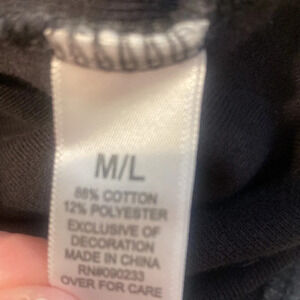 M/L
88% COTTON
12% POLYESTER
EXCLUSIVE OF
DECORATION
MADE IN CHINA
RN#090233
OVER FOR CARE